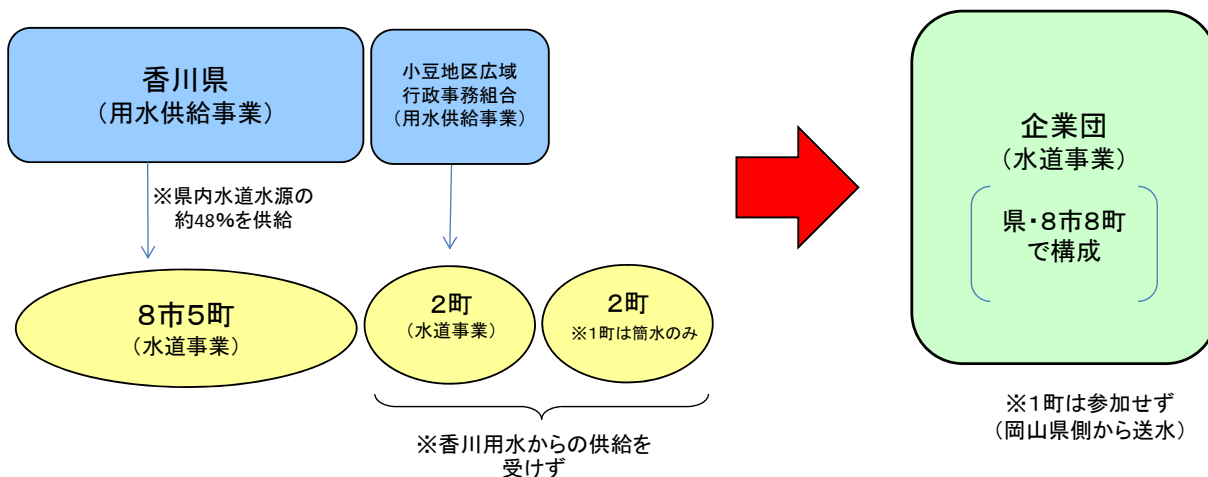 香川県
（用水供給事業）
小豆地区広域
行政事務組合
（用水供給事業）
※県内水道水源の
約48％を供給
8市5町
（水道事業）
2町
（水道事業）
2町
※1町は簡水のみ
※香川用水からの供給を
受けず
企業団
（水道事業）
県・8市8町
で構成
※1町は参加せず
（岡山県側から送水）